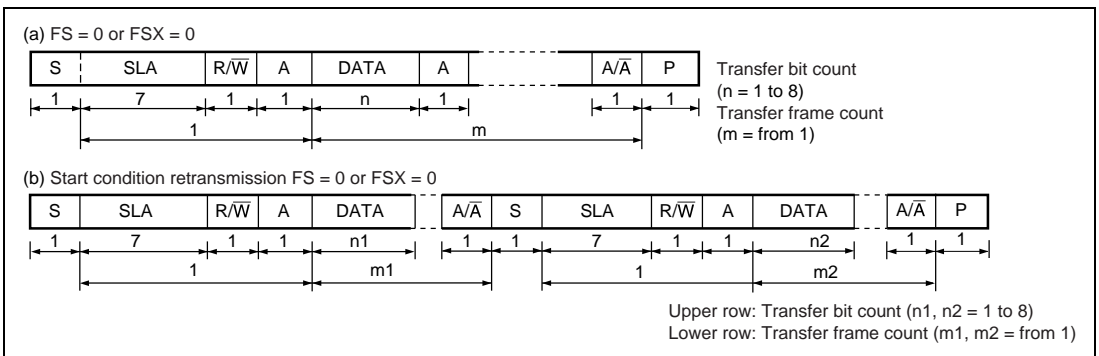 (a) FS = 0 or FSX = 0
S SLA R/W̅ A DATA A A/A̅ P
1 7 1 1 n 1 1 1
1 m
Transfer bit count
(n = 1 to 8)
Transfer frame count
(m = from 1)
(b) Start condition retransmission FS = 0 or FSX = 0
S SLA R/W̅ A DATA A/A̅ S SLA R/W̅ A DATA A/A̅ P
1 7 1 1 n1 1 1 7 1 1 n2 1 1
1 m1 1 m2
Upper row: Transfer bit count (n1, n2 = 1 to 8)
Lower row: Transfer frame count (m1, m2 = from 1)